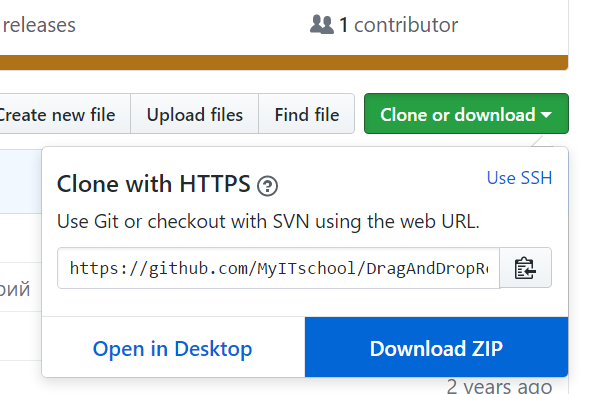 releases
1 contributor
Create new file
Upload files
Find file
Clone or download
Clone with HTTPS ?
Use SSH
Use Git or checkout with SVN using the web URL.
https://github.com/MyITschool/DragAndDropRe
рий
Open in Desktop
Download ZIP
2 years ago